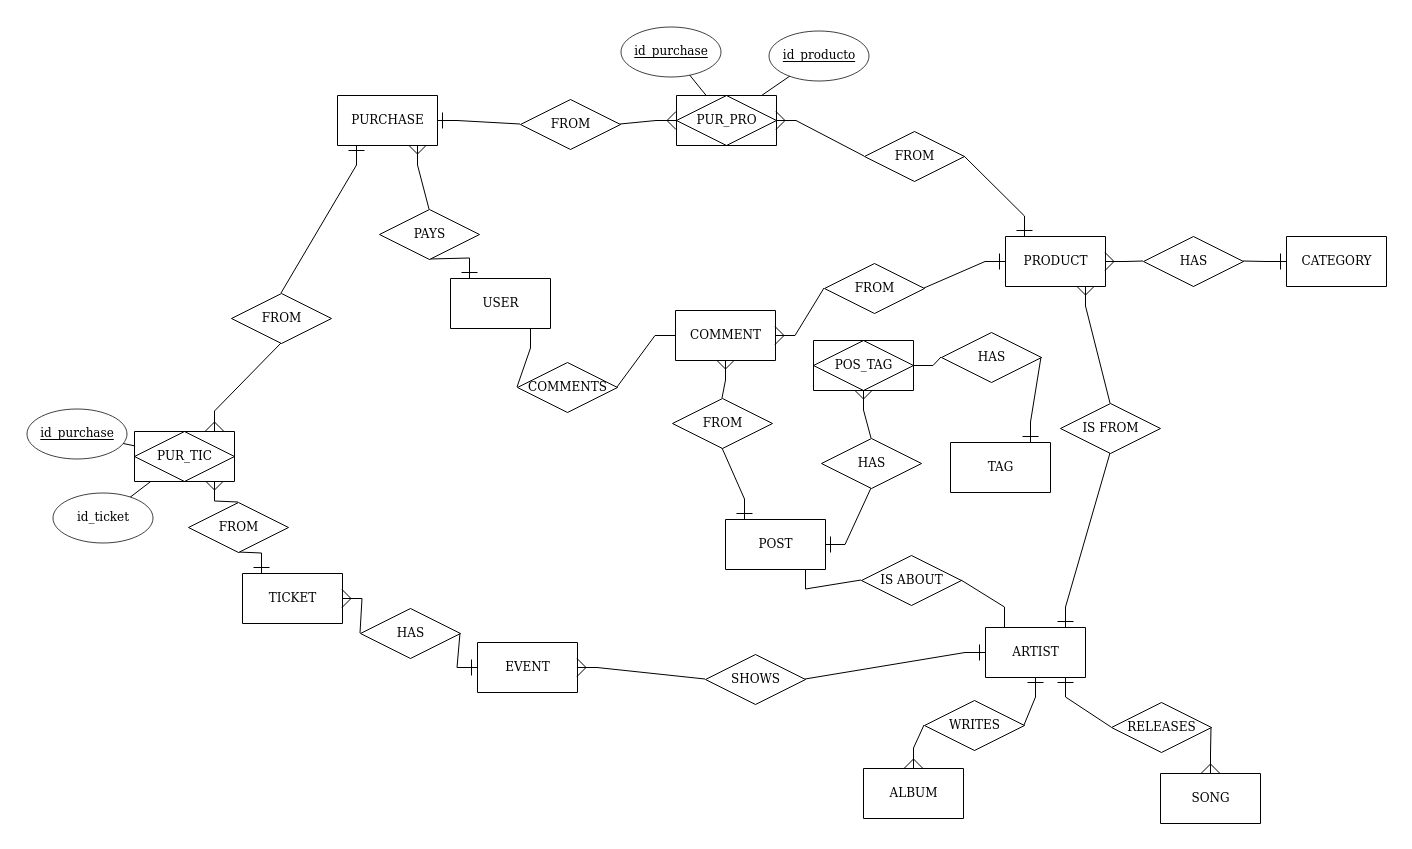 id_purchase
id_producto
PURCHASE
FROM
PUR_PRO
FROM
PAYS
PRODUCT
HAS
CATEGORY
USER
FROM
FROM
COMMENT
POS_TAG
HAS
COMMENTS
FROM
IS FROM
id_purchase
PUR_TIC
HAS
TAG
id_ticket
FROM
POST
IS ABOUT
TICKET
HAS
EVENT
SHOWS
ARTIST
WRITES
RELEASES
ALBUM
SONG